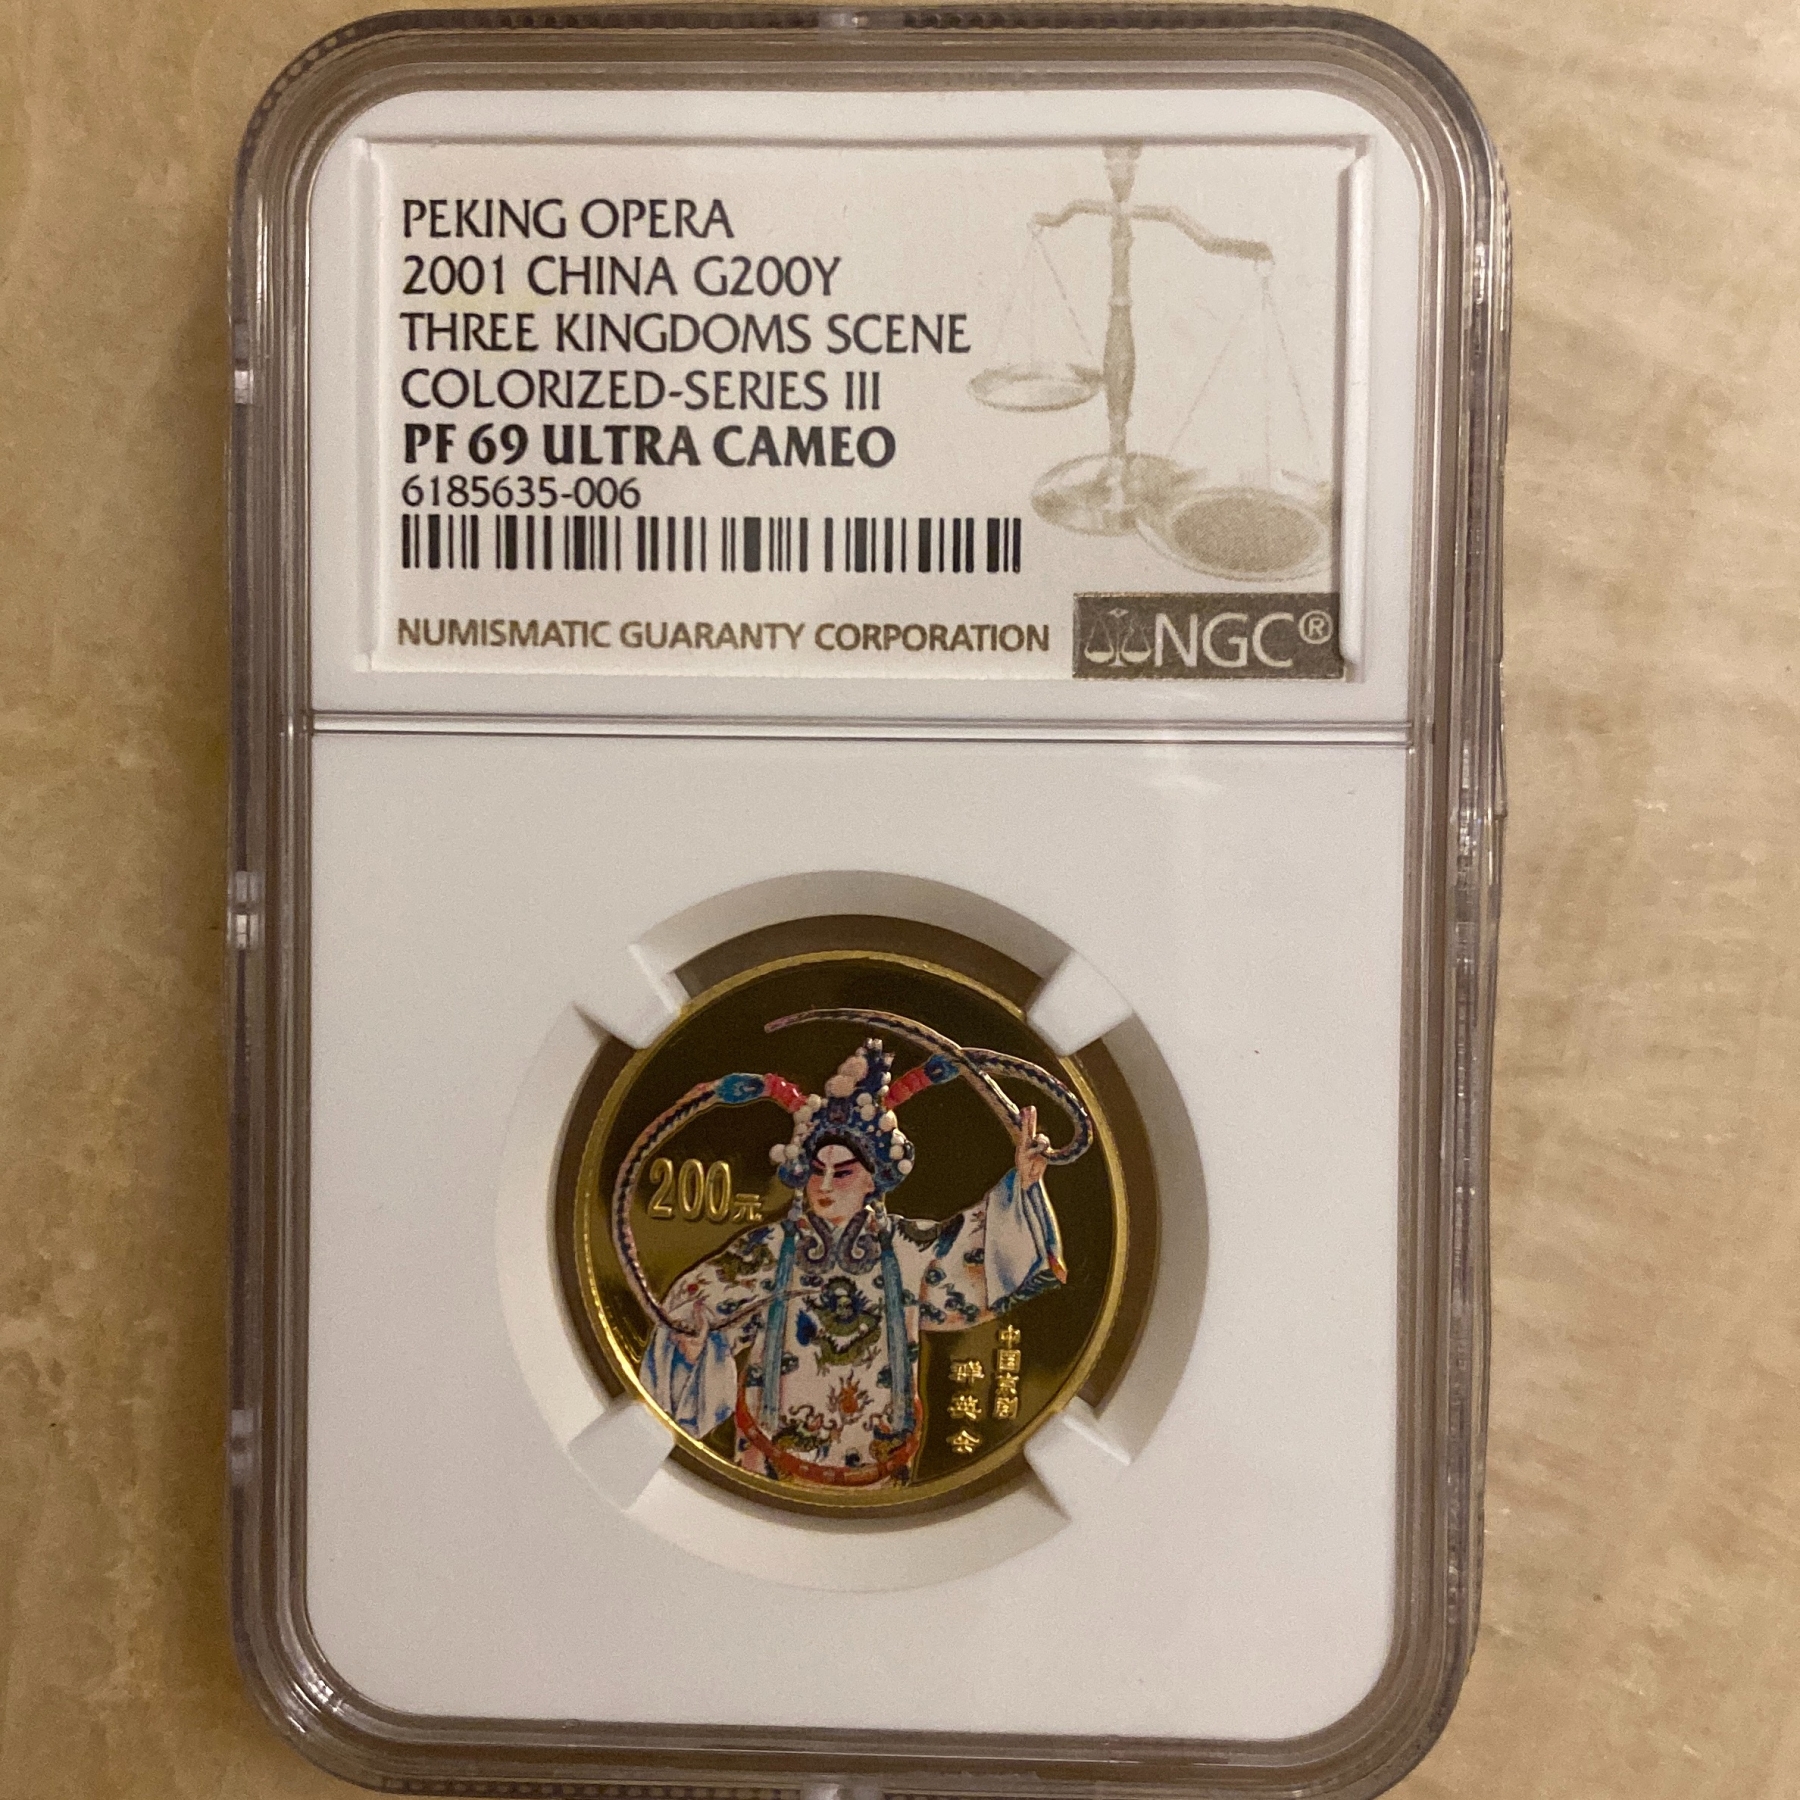 PEKING OPERA
2001 CHINA G200Y
THREE KINGDOMS SCENE
COLORIZED-SERIES III
PF 69 ULTRA CAMEO
6185635-006
NUMISMATIC GUARANTY CORPORATION
NGC®
200元
中国京剧
群英会